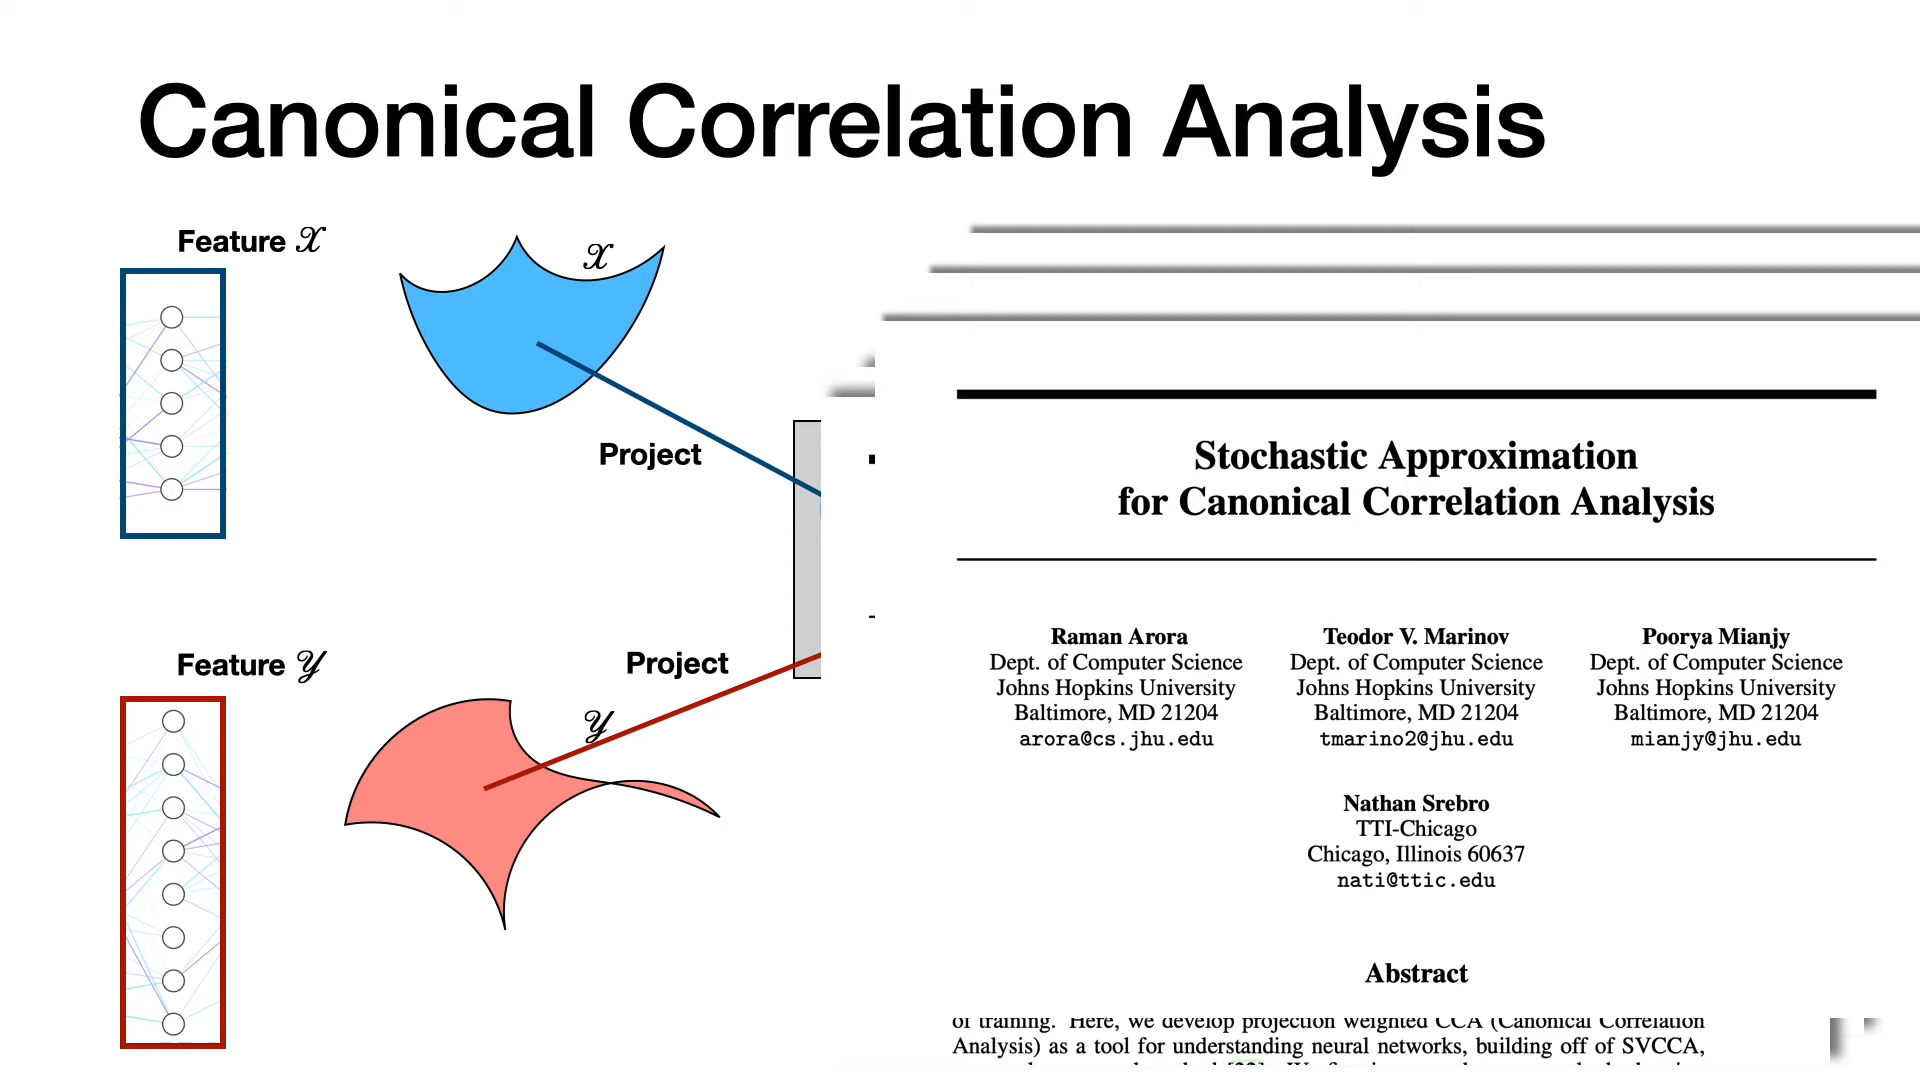 Canonical Correlation Analysis
Feature 𝒳
𝒳
Project
Feature 𝒴
Project
𝒴
Stochastic Approximation
for Canonical Correlation Analysis
Raman Arora
Dept. of Computer Science
Johns Hopkins University
Baltimore, MD 21204
arora@cs.jhu.edu
Teodor V. Marinov
Dept. of Computer Science
Johns Hopkins University
Baltimore, MD 21204
tmarino2@jhu.edu
Poorya Mianjy
Dept. of Computer Science
Johns Hopkins University
Baltimore, MD 21204
mianjy@jhu.edu
Nathan Srebro
TTI-Chicago
Chicago, Illinois 60637
nati@ttic.edu
Abstract
of training. Here, we develop projection weighted CCA (Canonical Correlation
Analysis) as a tool for understanding neural networks, building off of SVCCA,